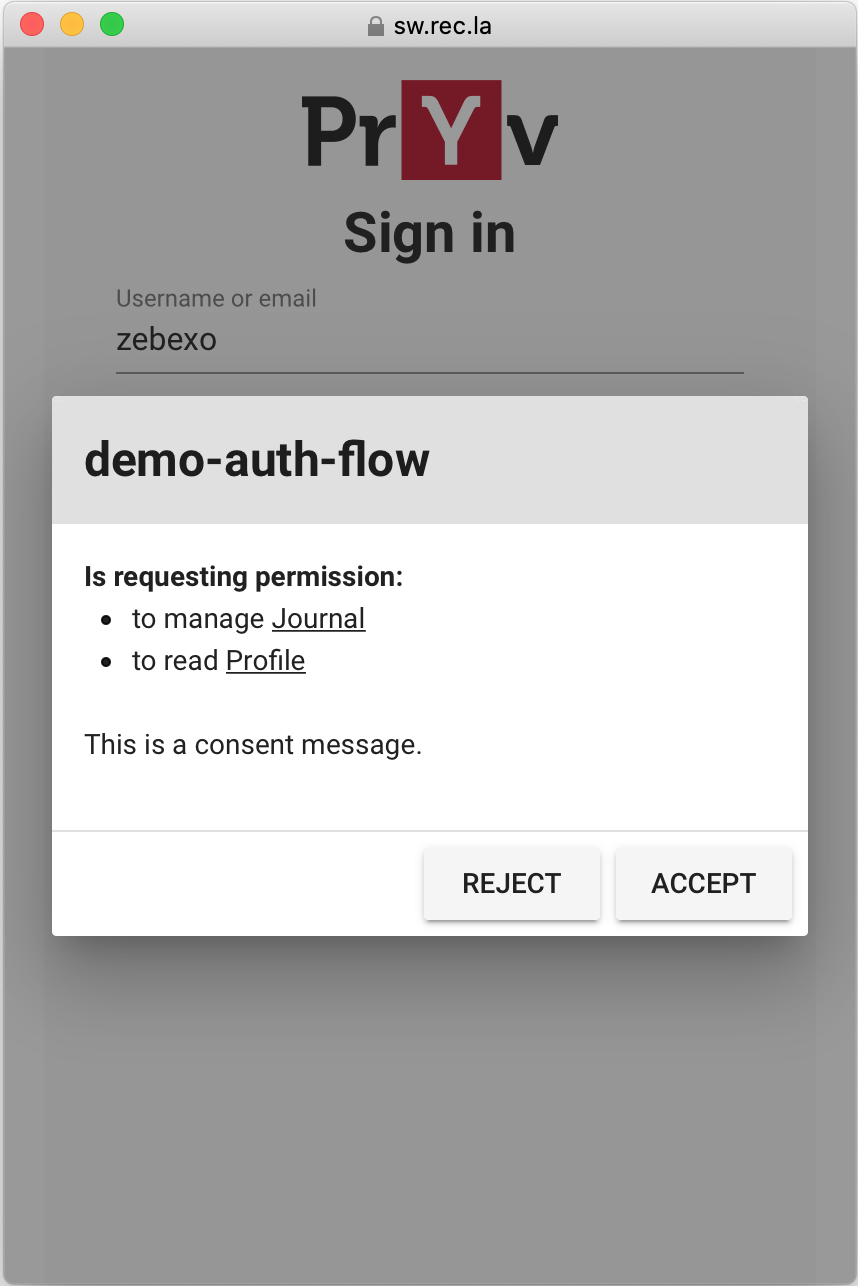 sw.rec.la
PrYv
Sign in
Username or email
zebexo
demo-auth-flow
Is requesting permission:
to manage Journal
to read Profile
This is a consent message.
REJECT
ACCEPT